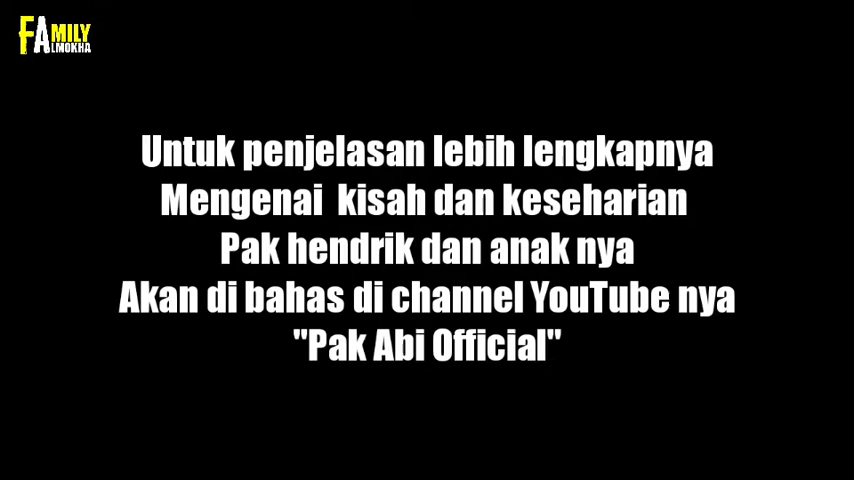 FAMILY
ALMOKHA
Untuk penjelasan lebih lengkapnya
Mengenai kisah dan keseharian
Pak hendrik dan anak nya
Akan di bahas di channel YouTube nya
"Pak Abi Official"